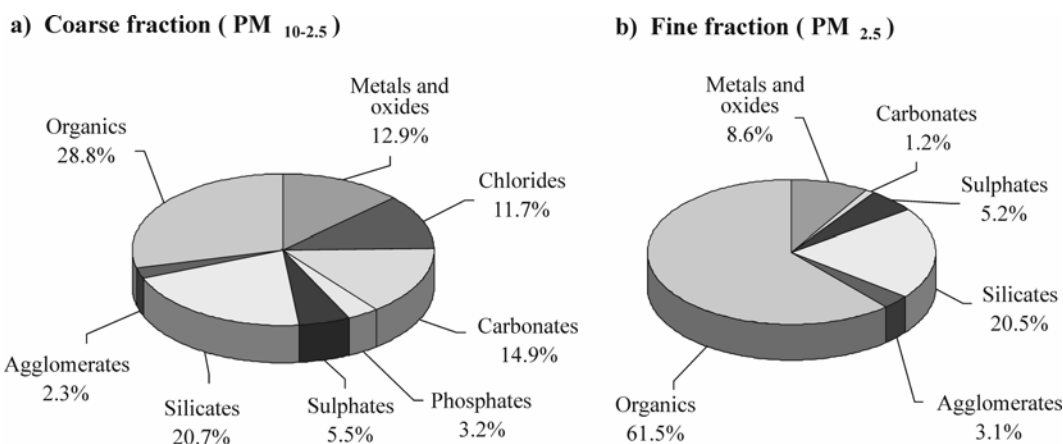 a) Coarse fraction ( PM 10-2.5)
Metals and
oxides
12.9%
Chlorides
11.7%
Carbonates
14.9%
Phosphates
3.2%
Sulphates
5.5%
Silicates
20.7%
Agglomerates
2.3%
Organics
28.8%
b) Fine fraction ( PM 2.5)
Metals and
oxides
8.6%
Carbonates
1.2%
Sulphates
5.2%
Silicates
20.5%
Agglomerates
3.1%
Organics
61.5%